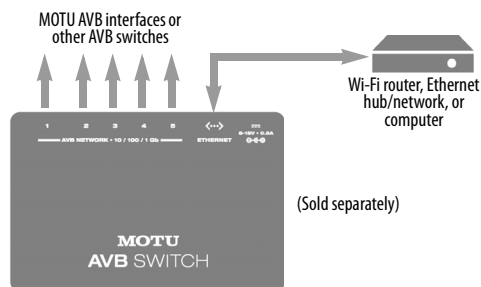 MOTU AVB interfaces or
other AVB switches
Wi-Fi router, Ethernet
hub/network, or
computer
1 2 3 4 5
AVB NETWORK • 10 / 100 / 1 Gb
ETHERNET
6-18V • 0.5A
(Sold separately)
MOTU
AVB SWITCH